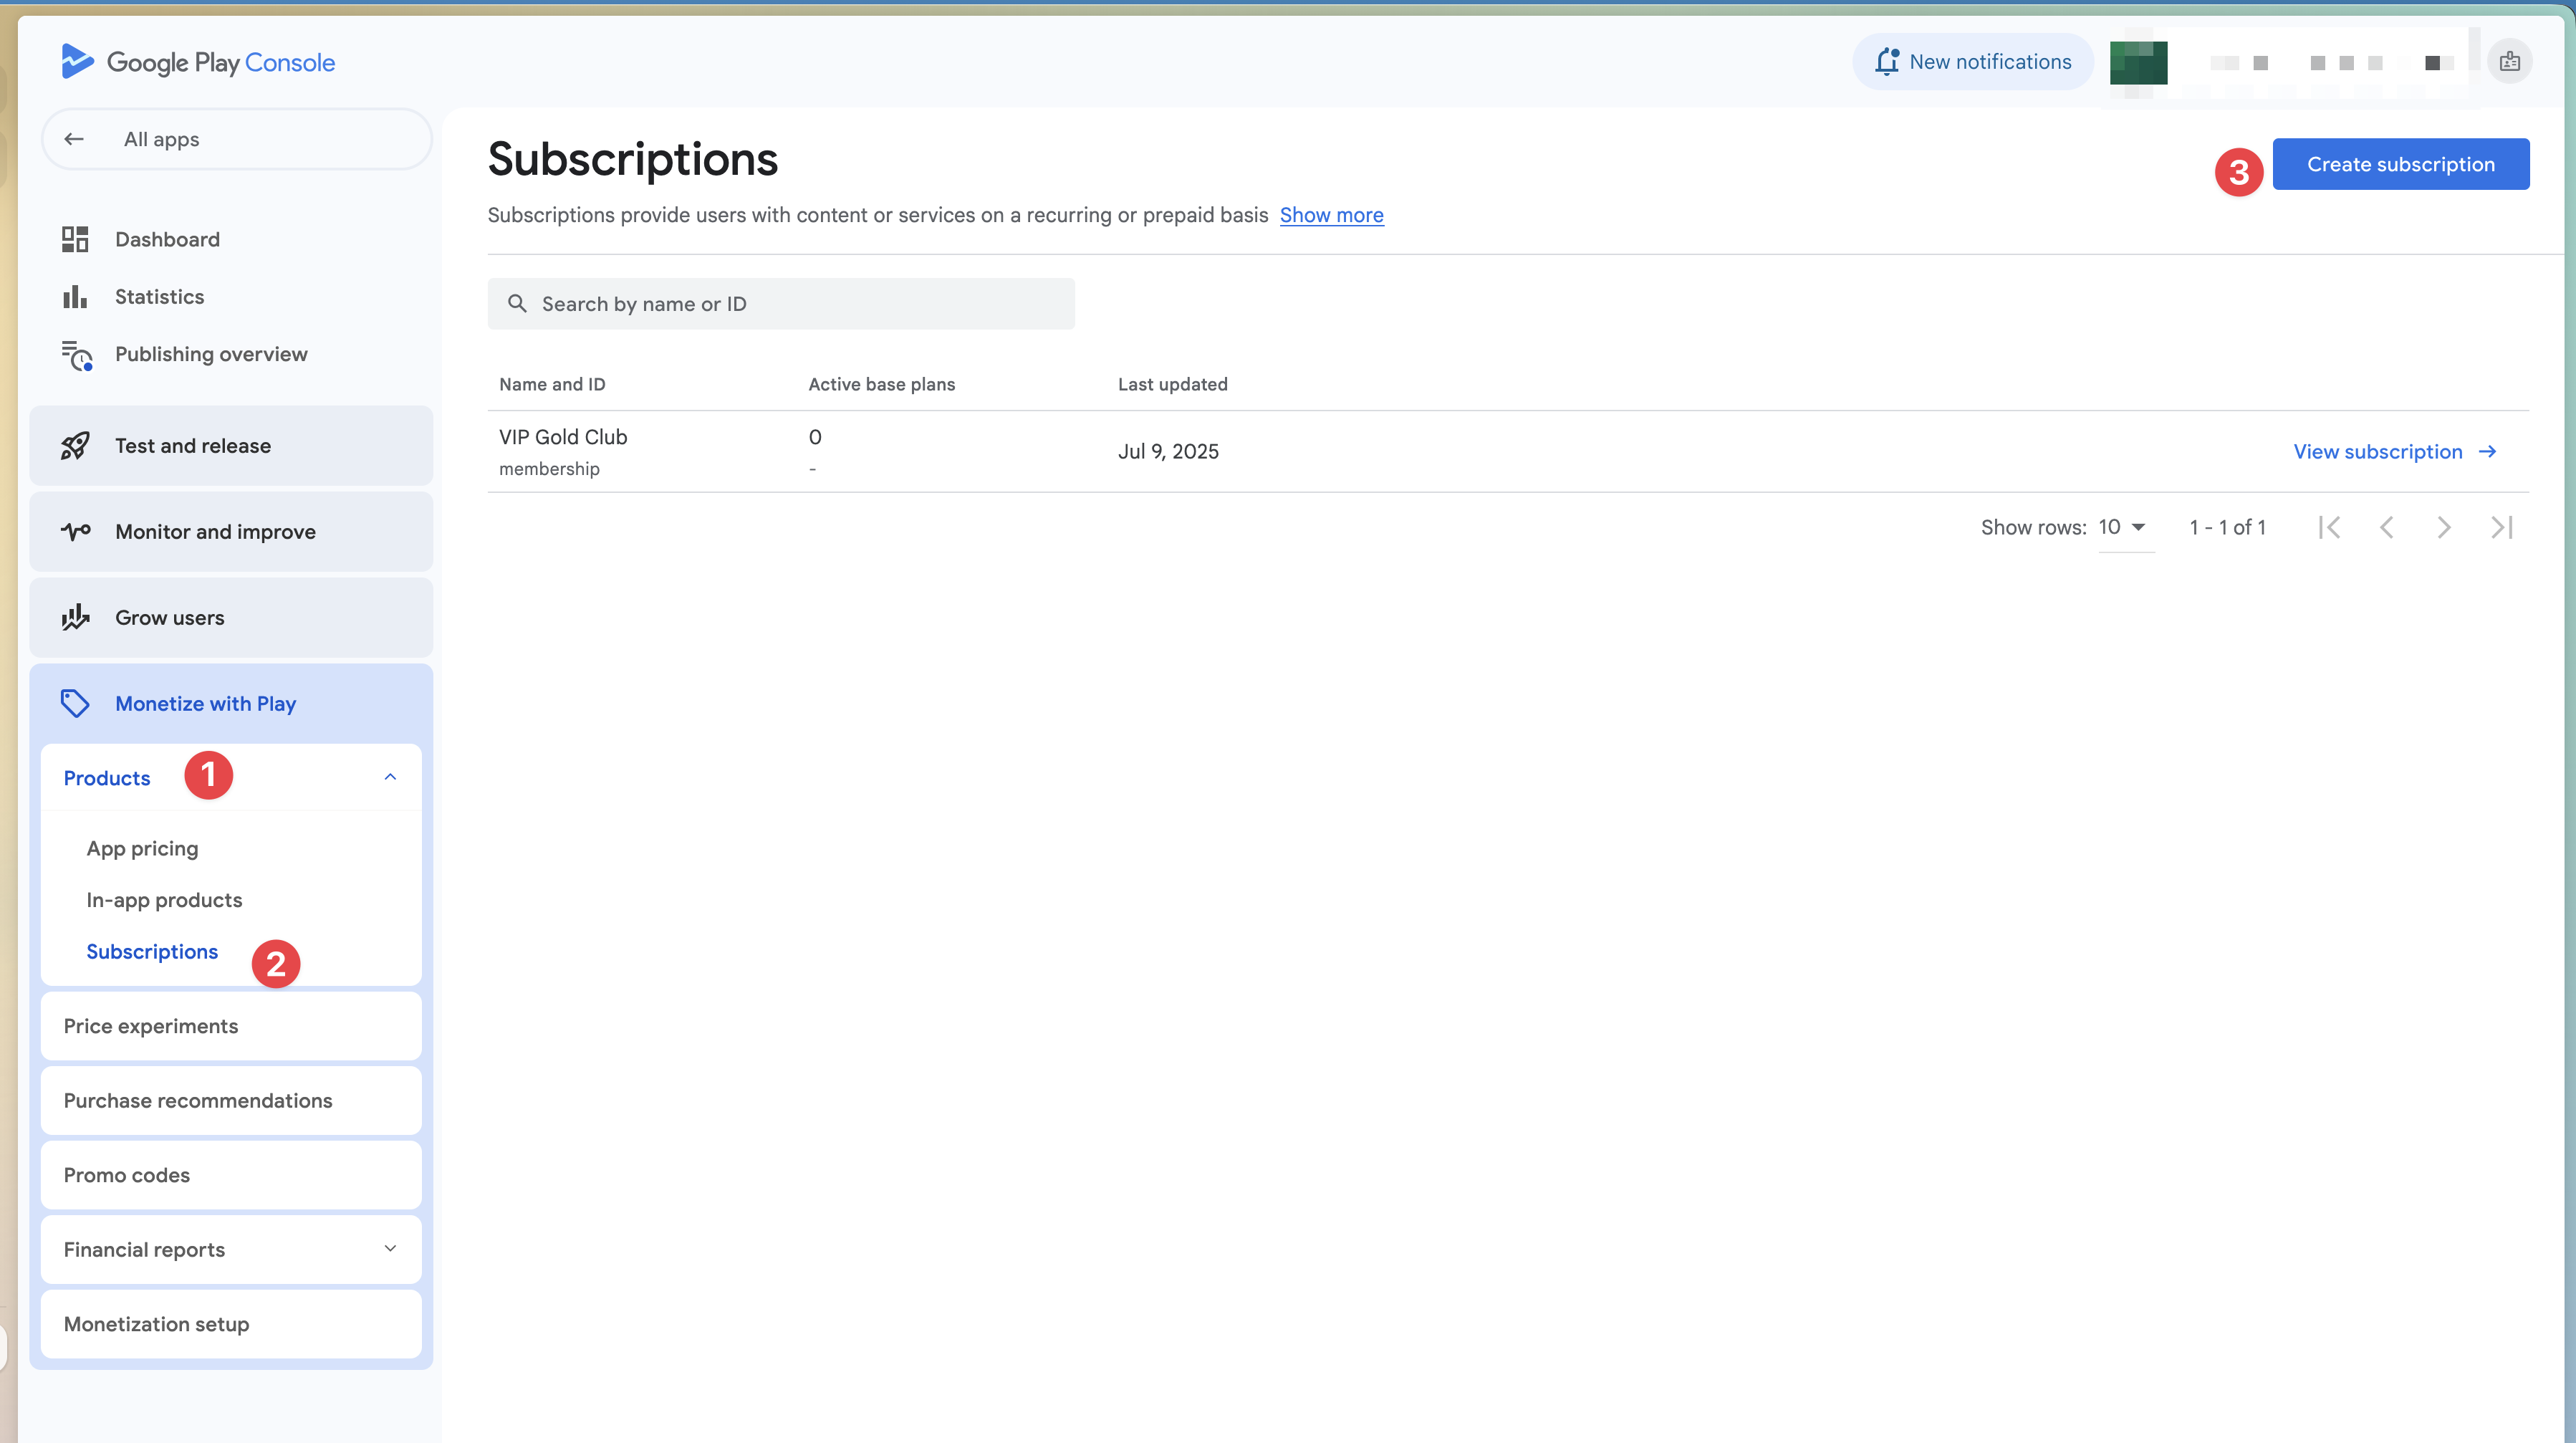 Google Play Console
New notifications
All apps
Dashboard
Statistics
Publishing overview
Test and release
Monitor and improve
Grow users
Monetize with Play
Products
1
App pricing
In-app products
Subscriptions
2
Price experiments
Purchase recommendations
Promo codes
Financial reports
Monetization setup
Subscriptions
3
Create subscription
Subscriptions provide users with content or services on a recurring or prepaid basis Show more
Search by name or ID
Name and ID Active base plans Last updated
VIP Gold Club 0
membership -
Jul 9, 2025
View subscription
Show rows: 10 1 - 1 of 1